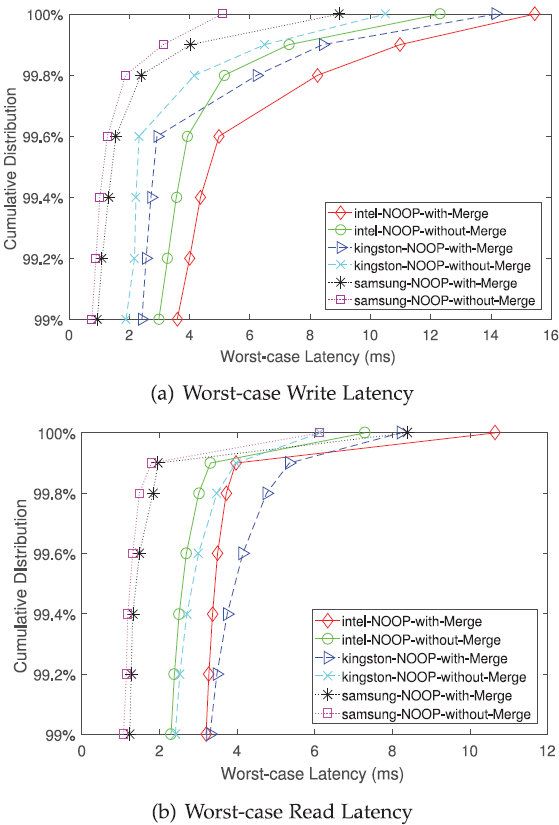 100%
99.8%
99.6%
99.4%
99.2%
99%
Cumulative Distribution
intel-NOOP-with-Merge
intel-NOOP-without-Merge
kingston-NOOP-with-Merge
kingston-NOOP-without-Merge
samsung-NOOP-with-Merge
samsung-NOOP-without-Merge
0 2 4 6 8 10 12 14 16
Worst-case Latency (ms)
(a) Worst-case Write Latency
100%
99.8%
99.6%
99.4%
99.2%
99%
Cumulative Distribution
intel-NOOP-with-Merge
intel-NOOP-without-Merge
kingston-NOOP-with-Merge
kingston-NOOP-without-Merge
samsung-NOOP-with-Merge
samsung-NOOP-without-Merge
0 2 4 6 8 10 12
Worst-case Latency (ms)
(b) Worst-case Read Latency